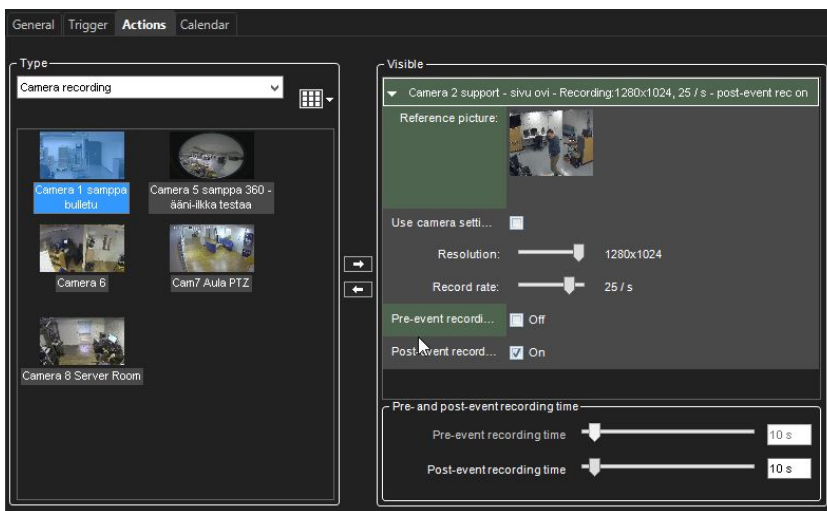 General Trigger Actions Calendar
Type
Camera recording
Camera 1 samppa
bulletu
Camera 5 samppa 360 -
ääni-ilkka testaa
Camera 6
Cam7 Aula PTZ
Camera 8 Server Room
Visible
Camera 2 support - sivu ovi - Recording:1280x1024, 25 / s - post-event rec on
Reference picture:
Use camera setti...
Resolution: 1280x1024
Record rate: 25 / s
Pre-event recordi... Off
Post-event record... On
Pre- and post-event recording time
Pre-event recording time 10 s
Post-event recording time 10 s